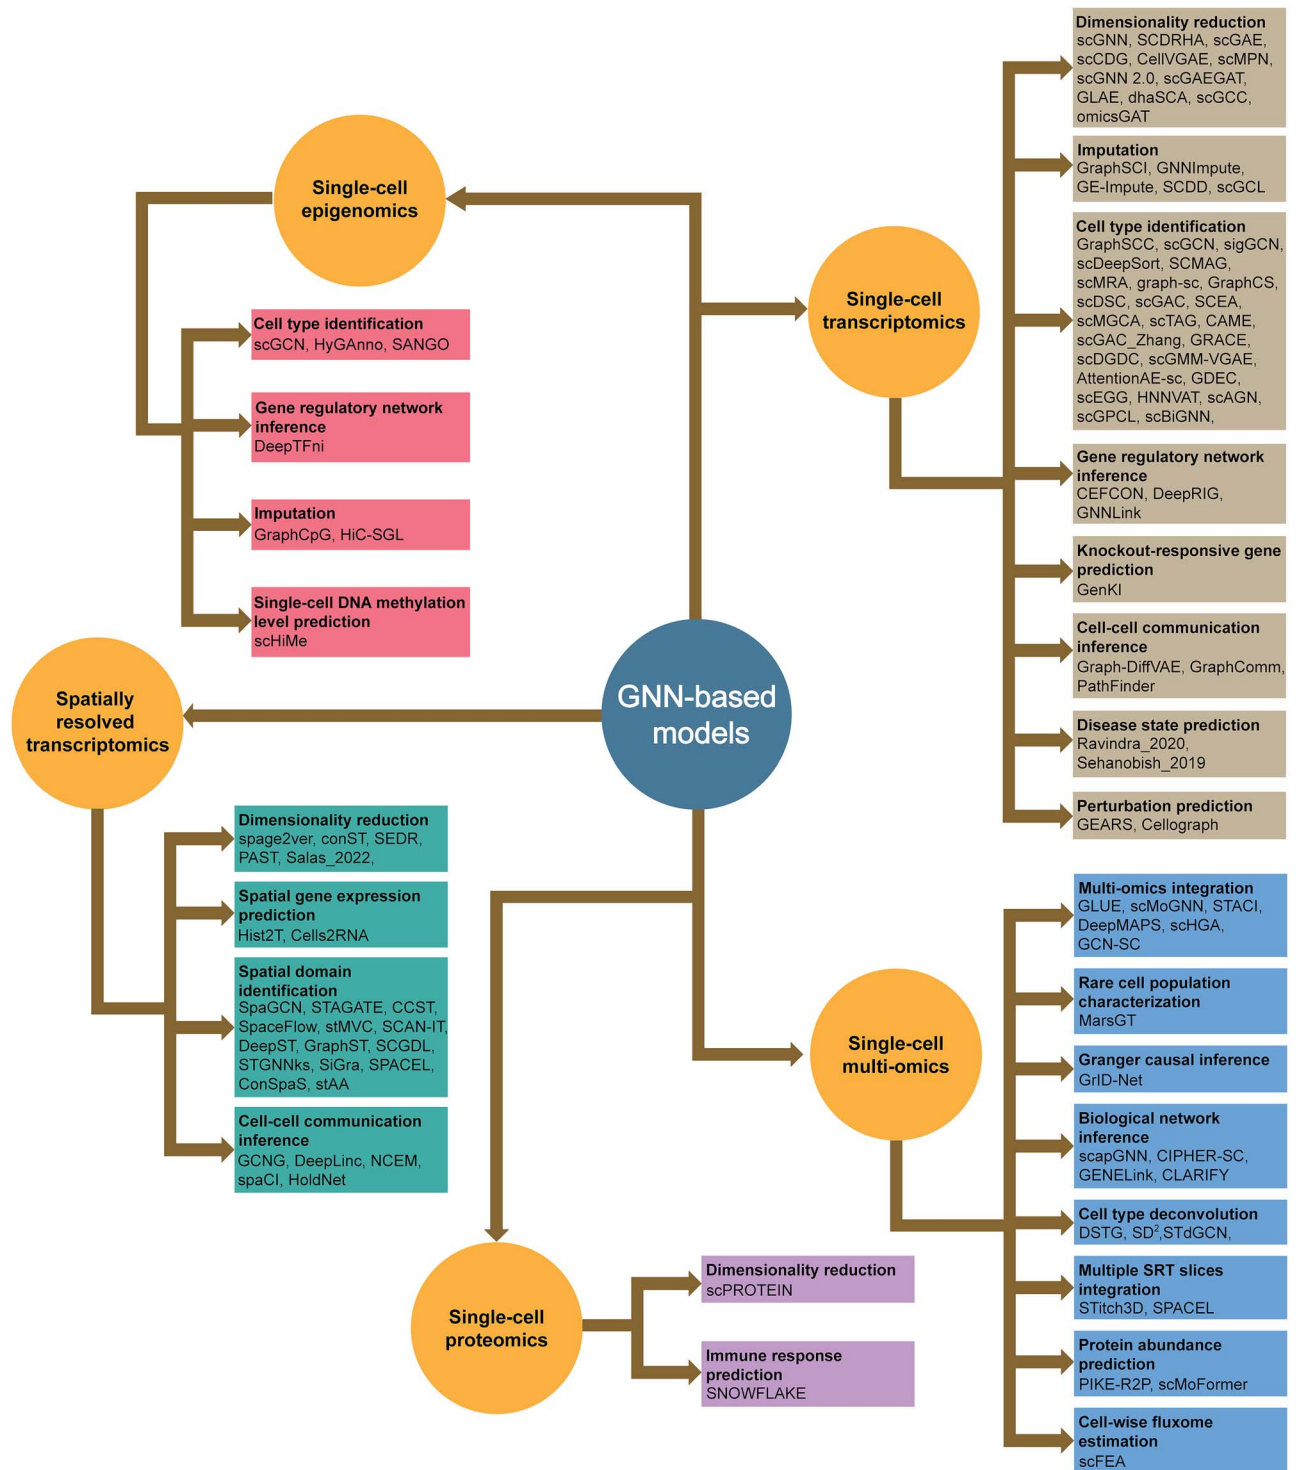 GNN-based
models
Single-cell
epigenomics
Cell type identification
scGCN, HyGAnno, SANGO
Gene regulatory network
inference
DeepTFni
Imputation
GraphCpG, HiC-SGL
Single-cell DNA methylation
level prediction
scHiMe
Single-cell
transcriptomics
Dimensionality reduction
scGNN, SCDRHA, scGAE,
scCDG, CellVGAE, scMPN,
scGNN 2.0, scGAEGAT,
GLAE, dhaSCA, scGCC,
omicsGAT
Imputation
GraphSCI, GNNImpute,
GE-Impute, SCDD, scGCL
Cell type identification
GraphSCC, scGCN, sigGCN,
scDeepSort, SCMAG,
scMRA, graph-sc, GraphCS,
scDSC, scGAC, SCEA,
scMGCA, scTAG, CAME,
scGAC_Zhang, GRACE,
scDGDC, scGMM-VGAE,
AttentionAE-sc, GDEC,
scEGG, HNNVAT, scAGN,
scGPCL, scBiGNN,
Gene regulatory network
inference
CEFCON, DeepRIG,
GNNLink
Knockout-responsive gene
prediction
GenKI
Cell-cell communication
inference
Graph-DiffVAE, GraphComm,
PathFinder
Disease state prediction
Ravindra_2020,
Sehanobish_2019
Perturbation prediction
GEARS, Cellograph
Spatially
resolved
transcriptomics
Dimensionality reduction
spage2ver, conST, SEDR,
PAST, Salas_2022,
Spatial gene expression
prediction
Hist2T, Cells2RNA
Spatial domain
identification
SpaGCN, STAGATE, CCST,
SpaceFlow, stMVC, SCAN-IT,
DeepST, GraphST, SCGDL,
STGNNks, SiGra, SPACEL,
ConSpaS, stAA
Cell-cell communication
inference
GCNG, DeepLinc, NCEM,
spaCI, HoldNet
Single-cell
proteomics
Dimensionality reduction
scPROTEIN
Immune response
prediction
SNOWFLAKE
Single-cell
multi-omics
Multi-omics integration
GLUE, scMoGNN, STACI,
DeepMAPS, scHGA,
GCN-SC
Rare cell population
characterization
MarsGT
Granger causal inference
GrID-Net
Biological network
inference
scapGNN, CIPHER-SC,
GENELink, CLARIFY
Cell type deconvolution
DSTG, SD²,STdGCN,
Multiple SRT slices
integration
STitch3D, SPACEL
Protein abundance
prediction
PIKE-R2P, scMoFormer
Cell-wise fluxome
estimation
scFEA